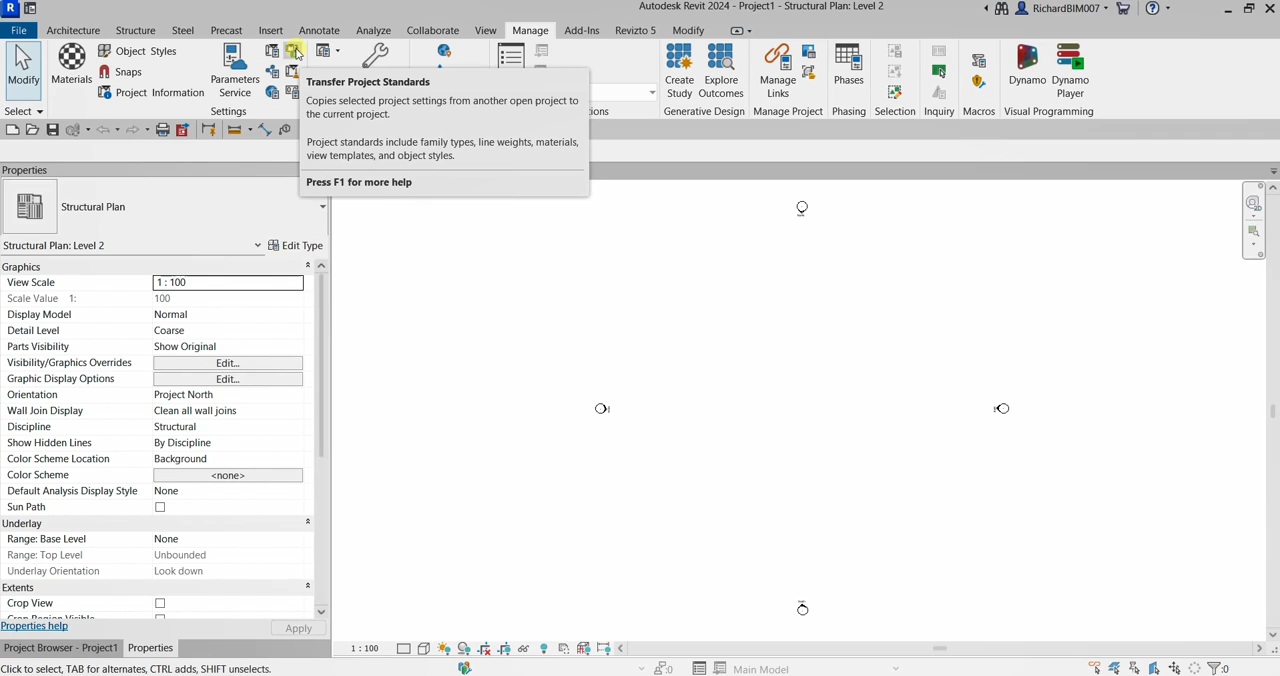 Autodesk Revit 2024 - Project1 - Structural Plan: Level 2
RichardBIM007
File
Architecture
Structure
Steel
Precast
Insert
Annotate
Analyze
Collaborate
View
Manage
Add-Ins
Revizto 5
Modify
Modify
Materials
Object Styles
Snaps
Project Information
Parameters
Service
Create
Study
Explore
Outcomes
Manage
Links
Phases
Dynamo
Dynamo
Player
Select
Settings
Generative Design
Manage Project
Phasing
Selection
Inquiry
Macros
Visual Programming
Transfer Project Standards
Copies selected project settings from another open project to
the current project.
Project standards include family types, line weights, materials,
view templates, and object styles.
Press F1 for more help
Properties
Structural Plan
Structural Plan: Level 2
Edit Type
Graphics
View Scale 1 : 100
Scale Value 1: 100
Display Model Normal
Detail Level Coarse
Parts Visibility Show Original
Visibility/Graphics Overrides Edit...
Graphic Display Options Edit...
Orientation Project North
Wall Join Display Clean all wall joins
Discipline Structural
Show Hidden Lines By Discipline
Color Scheme Location Background
Color Scheme <none>
Default Analysis Display Style None
Sun Path
Underlay
Range: Base Level None
Range: Top Level Unbounded
Underlay Orientation Look down
Extents
Crop View
Crop Region Visible
Properties help
Apply
Project Browser - Project1
Properties
1 : 100
Click to select, TAB for alternates, CTRL adds, SHIFT unselects.
:0
Main Model
:0